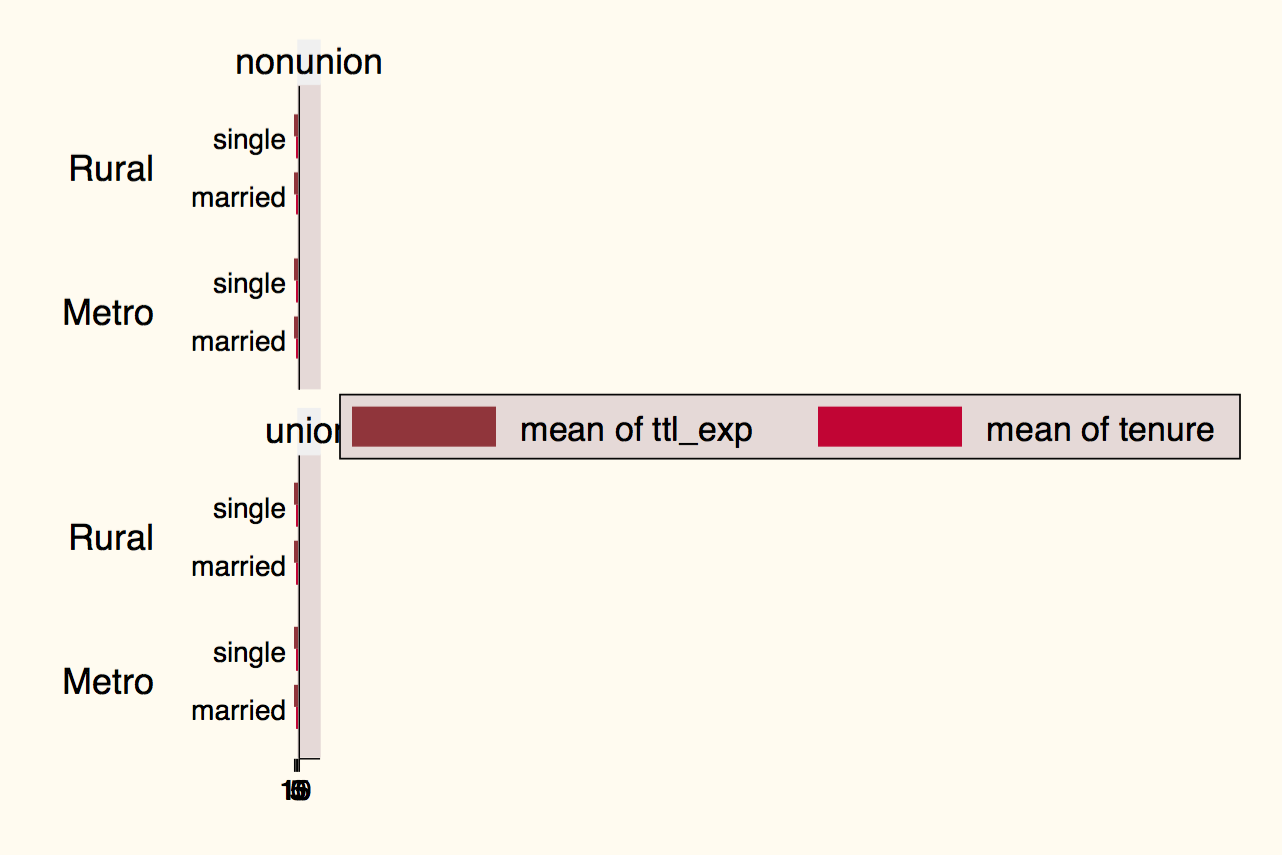 nonunion
single
Rural
married
single
Metro
married
union
mean of ttl_exp
mean of tenure
single
Rural
married
single
Metro
married